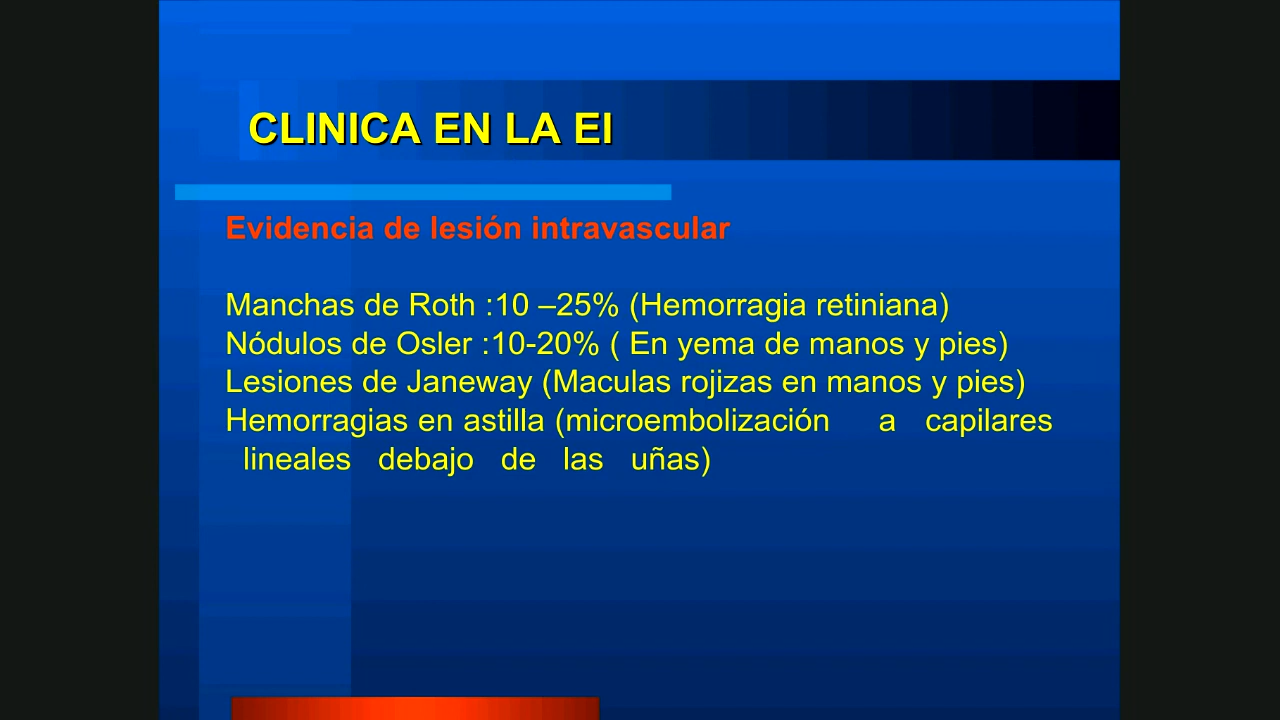 CLINICA EN LA EI
Evidencia de lesión intravascular
Manchas de Roth :10 –25% (Hemorragia retiniana)
Nódulos de Osler :10-20% ( En yema de manos y pies)
Lesiones de Janeway (Maculas rojizas en manos y pies)
Hemorragias en astilla (microembolización a capilares
lineales debajo de las uñas)